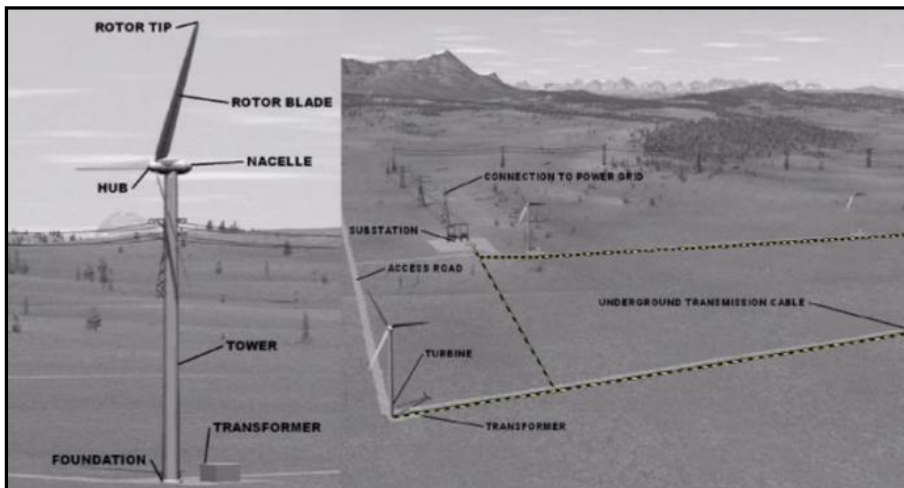 ROTOR TIP
ROTOR BLADE
NACELLE
HUB
TOWER
TRANSFORMER
FOUNDATION
CONNECTION TO POWER GRID
SUBSTATION
ACCESS ROAD
UNDERGROUND TRANSMISSION CABLE
TURBINE
TRANSFORMER